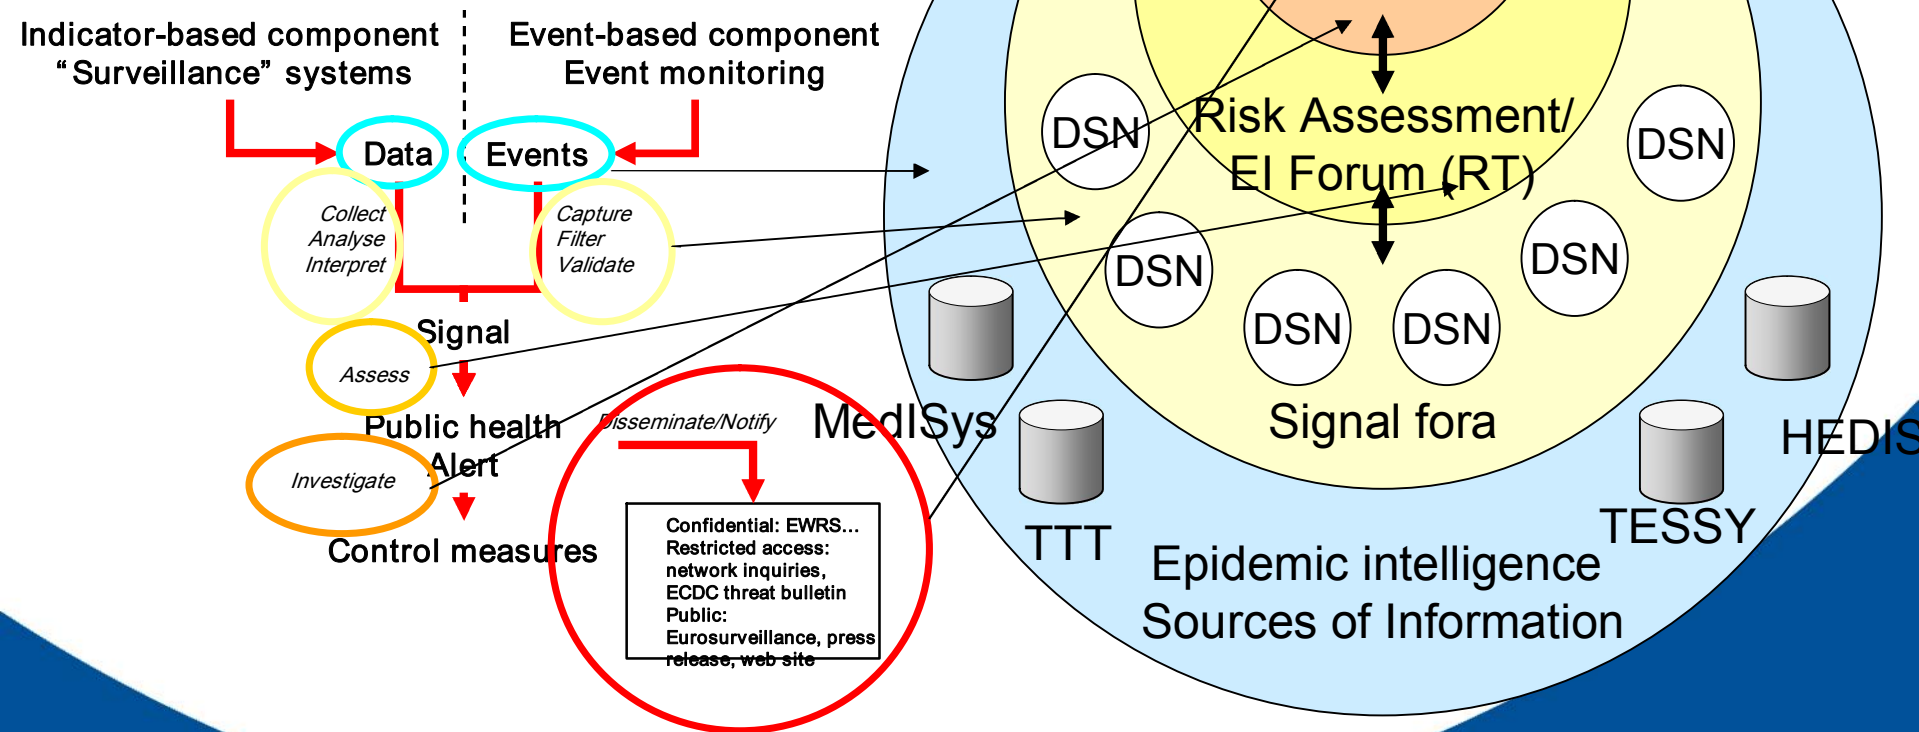 Indicator-based component
“Surveillance” systems
Event-based component
Event monitoring
Data
Events
Collect
Analyse
Interpret
Capture
Filter
Validate
Signal
Assess
Public health
Alert
Investigate
Control measures
Disseminate/Notify
Confidential: EWRS...
Restricted access:
network inquiries,
ECDC threat bulletin
Public:
Eurosurveillance, press
release, web site
Risk Assessment/
EI Forum (RT)
DSN
DSN
DSN
DSN
DSN
DSN
Signal fora
MedISys
TTT
TESSY
HEDIS
Epidemic intelligence
Sources of Information